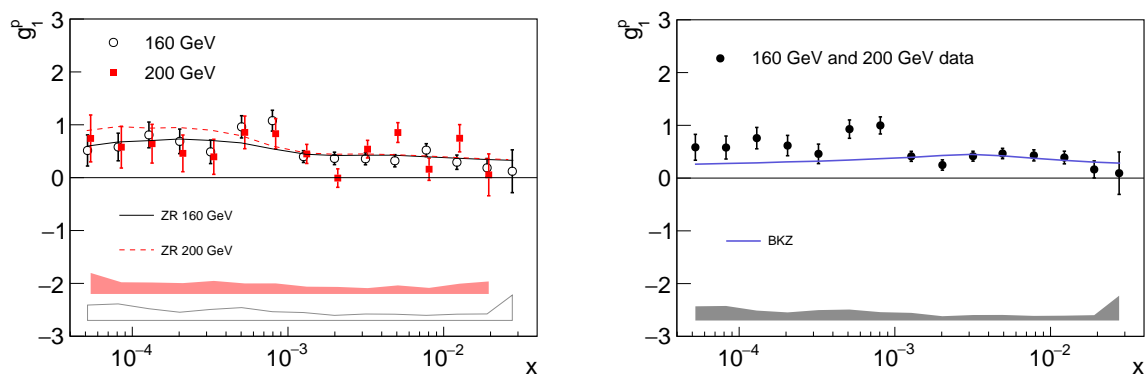 g₁ᵖ
3
2
1
0
−1
−2
−3
160 GeV
200 GeV
ZR 160 GeV
ZR 200 GeV
10⁻⁴
10⁻³
10⁻²
x
g₁ᵖ
3
2
1
0
−1
−2
−3
160 GeV and 200 GeV data
BKZ
10⁻⁴
10⁻³
10⁻²
x